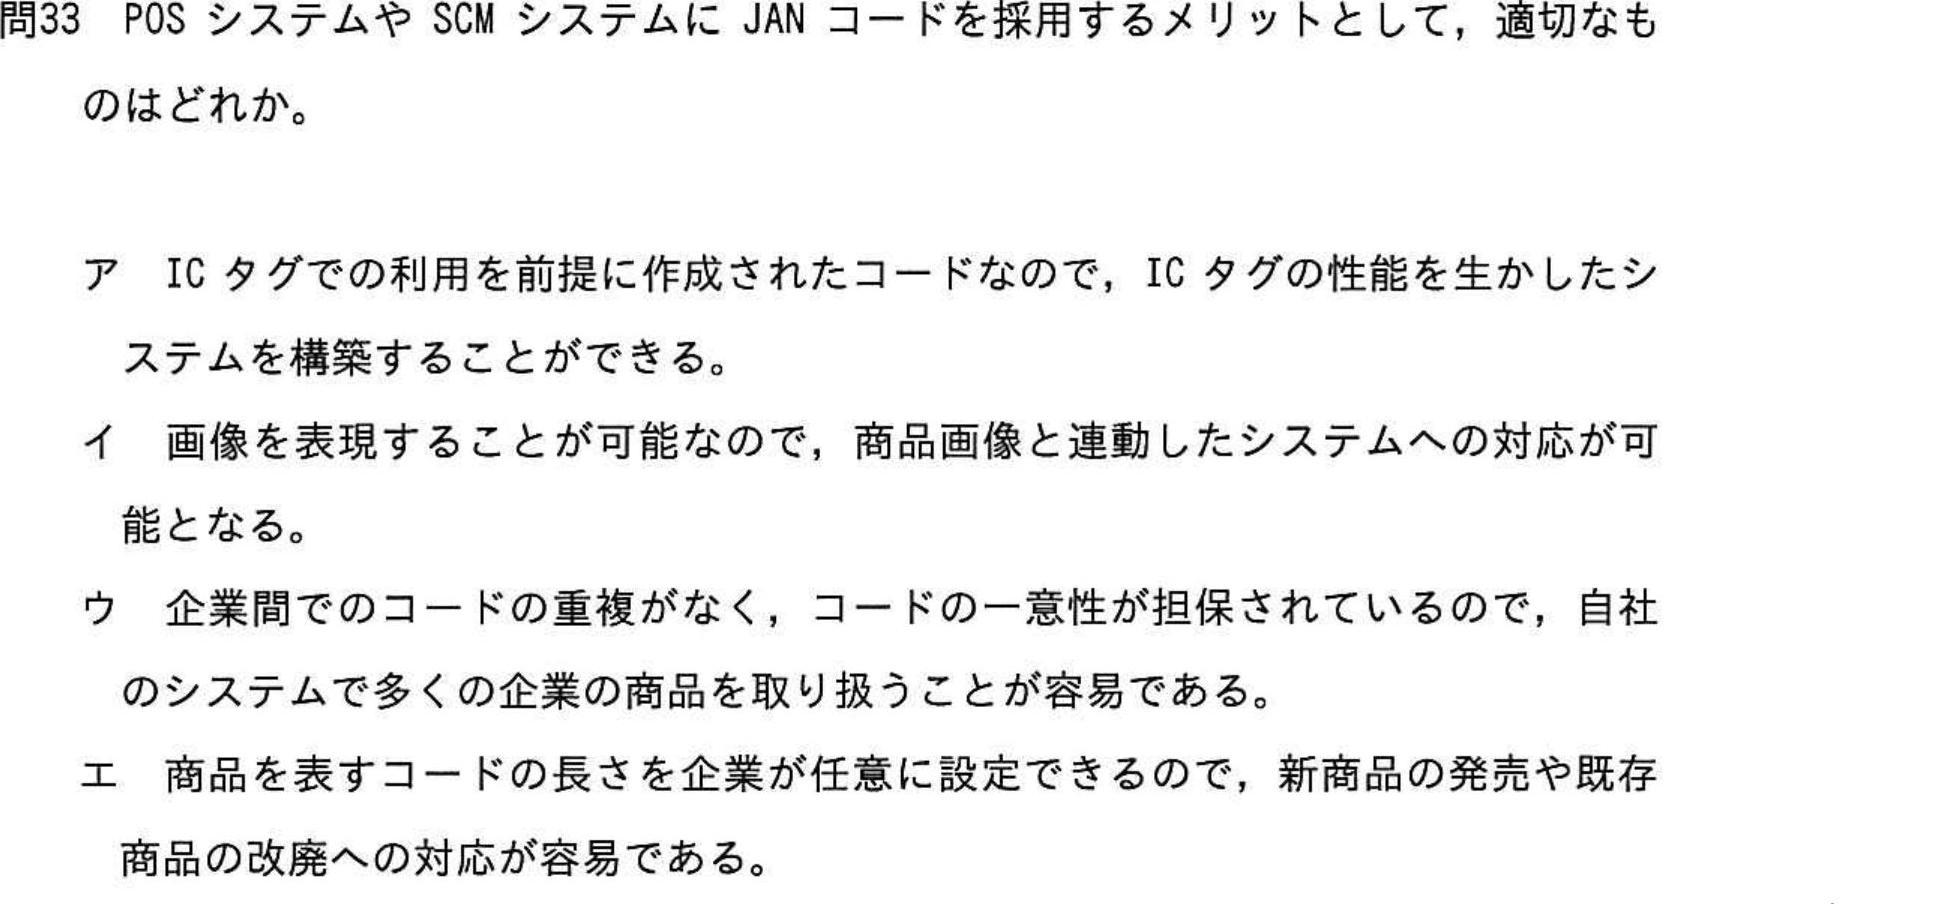 問33 POS システムや SCM システムに JAN コードを採用するメリットとして，適切なも
のはどれか。
ア IC タグでの利用を前提に作成されたコードなので，IC タグの性能を生かしたシ
ステムを構築することができる。
イ 画像を表現することが可能なので，商品画像と連動したシステムへの対応が可
能となる。
ウ 企業間でのコードの重複がなく，コードの一意性が担保されているので，自社
のシステムで多くの企業の商品を取り扱うことが容易である。
エ 商品を表すコードの長さを企業が任意に設定できるので，新商品の発売や既存
商品の改廃への対応が容易である。